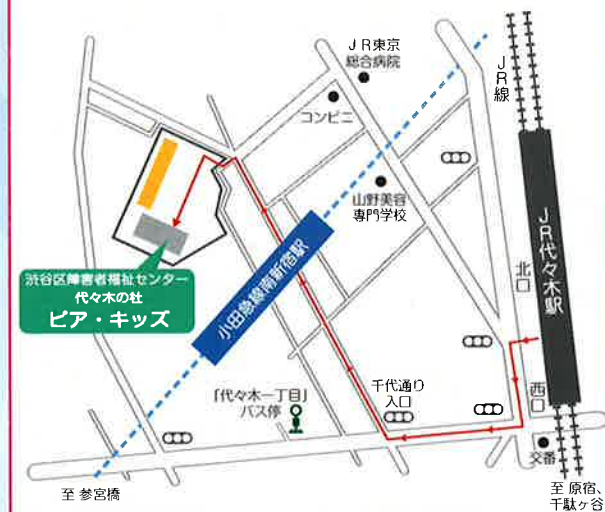 JR東京
総合病院
コンビニ
JR線
山野美容
専門学校
JR代々木駅
北口
渋谷区障害者福祉センター
代々木の杜
ピア・キッズ
小田急線南新宿駅
「代々木一丁目」
バス停
千代通り
入口
西口
交番
至 参宮橋
至 原宿、
千駄ヶ谷